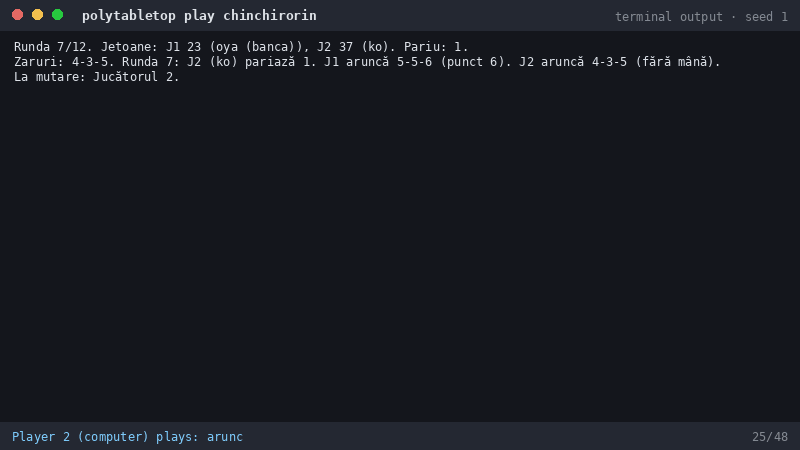 polytabletop play chinchirorin
terminal output · seed 1
Runda 7/12. Jetoane: J1 23 (oya (banca)), J2 37 (ko). Pariu: 1.
Zaruri: 4-3-5. Runda 7: J2 (ko) pariază 1. J1 aruncă 5-5-6 (punct 6). J2 aruncă 4-3-5 (fără mână).
La mutare: Jucătorul 2.
Player 2 (computer) plays: arunc
25/48